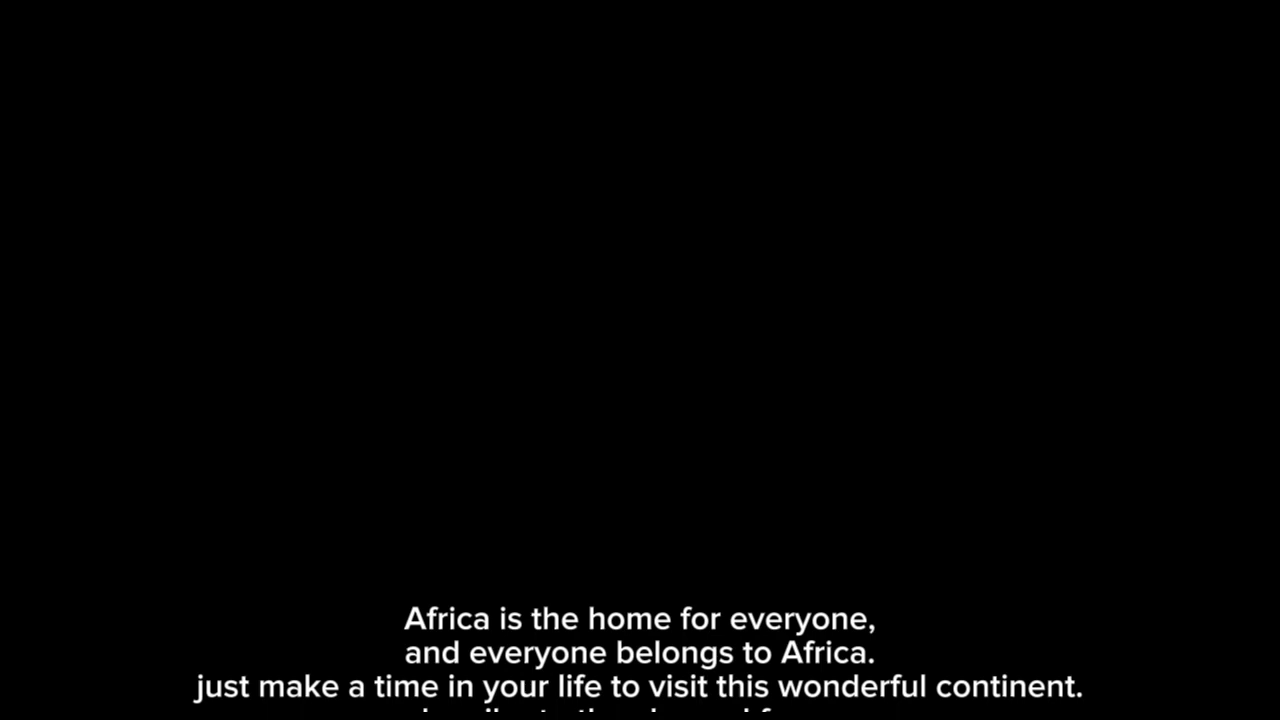 Africa is the home for everyone,
and everyone belongs to Africa.
just make a time in your life to visit this wonderful continent.